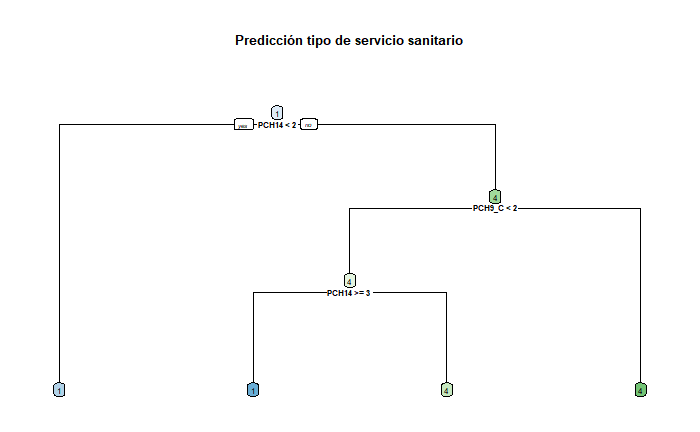 Predicción tipo de servicio sanitario
1
yes PCH14 < 2 no
4
PCH9_C < 2
4
PCH14 >= 3
1 1 4 4